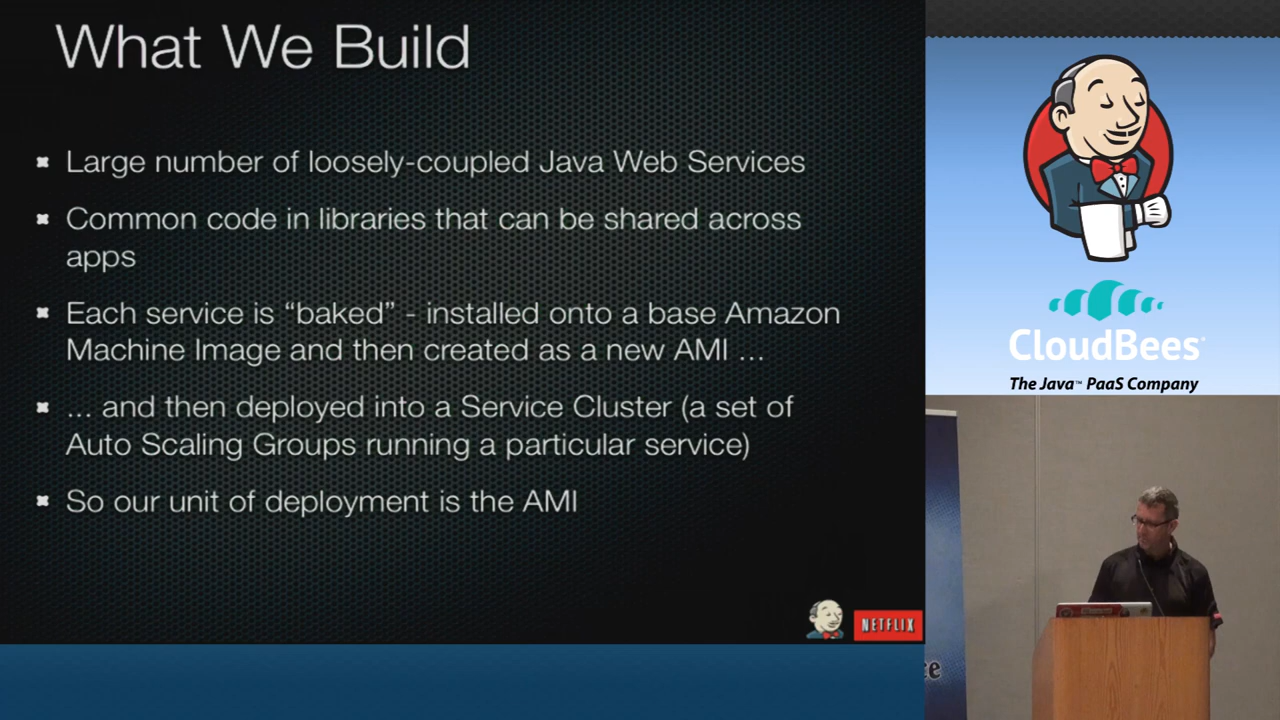 What We Build
Large number of loosely-coupled Java Web Services
Common code in libraries that can be shared across
apps
Each service is “baked” - installed onto a base Amazon
Machine Image and then created as a new AMI ...
... and then deployed into a Service Cluster (a set of
Auto Scaling Groups running a particular service)
So our unit of deployment is the AMI
NETFLIX
CloudBees
The Java™ PaaS Company
ce